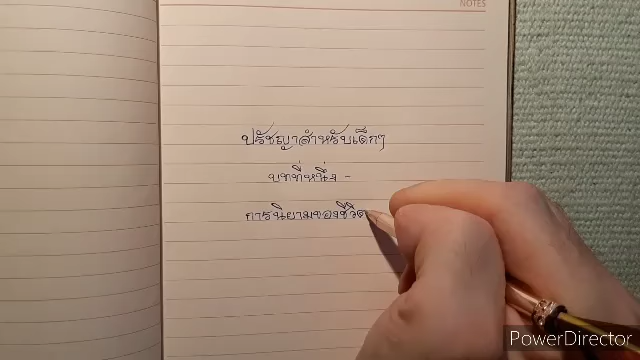 NOTES
ปรัชญาสำหรับเด็กๆ
บทที่หนึ่ง -
การนิยามของชีวิต
PowerDirector